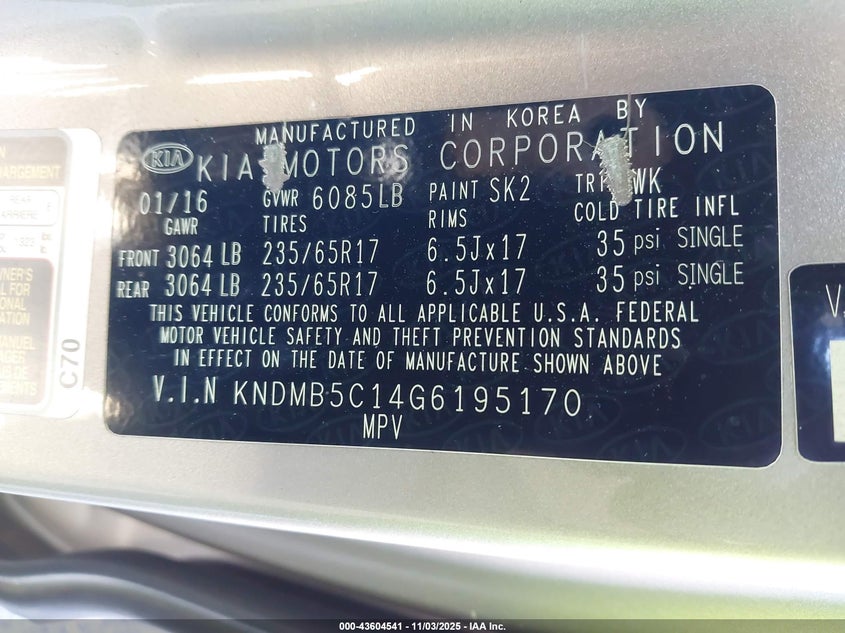 MANUFACTURED IN KOREA BY
KIA KIA MOTORS CORPORATION
01/16 GVWR 6085LB PAINT SK2 WK
GAWR TIRES RIMS COLD TIRE INFL
FRONT 3064 LB 235/65R17 6.5Jx17 35 psi SINGLE
REAR 3064 LB 235/65R17 6.5Jx17 35 psi SINGLE
THIS VEHICLE CONFORMS TO ALL APPLICABLE U.S.A. FEDERAL
MOTOR VEHICLE SAFETY AND THEFT PREVENTION STANDARDS
IN EFFECT ON THE DATE OF MANUFACTURE SHOWN ABOVE
V.I.N KNDMB5C14G6195170
MPV
C70
REAR
000-43604541 - 11/03/2025 - IAA Inc.